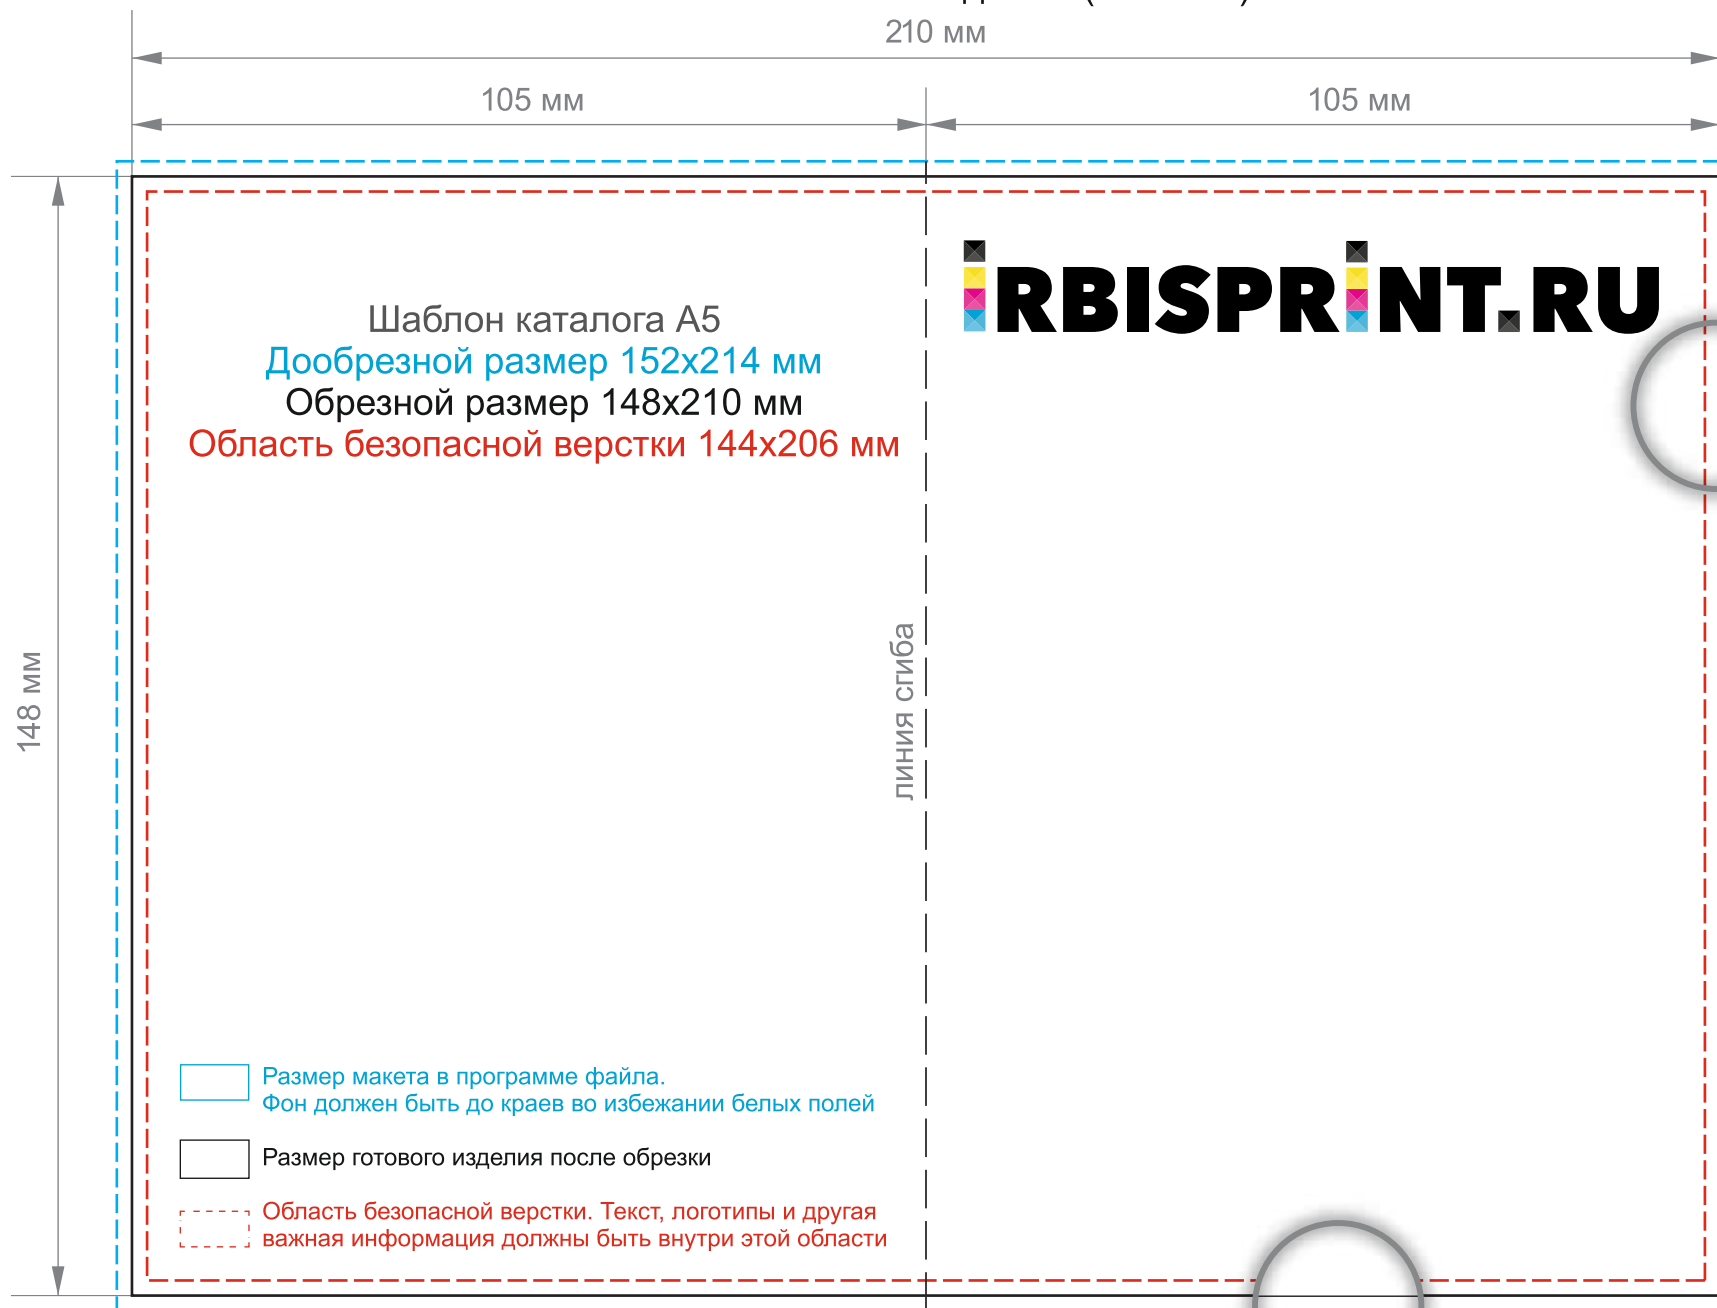 210 мм
105 мм
105 мм
iRBISPRiNT.RU
Шаблон каталога А5
Дообрезной размер 152х214 мм
Обрезной размер 148х210 мм
Область безопасной верстки 144х206 мм
148 мм
линия сгиба
Размер макета в программе файла.
Фон должен быть до краев во избежании белых полей
Размер готового изделия после обрезки
Область безопасной верстки. Текст, логотипы и другая
важная информация должны быть внутри этой области